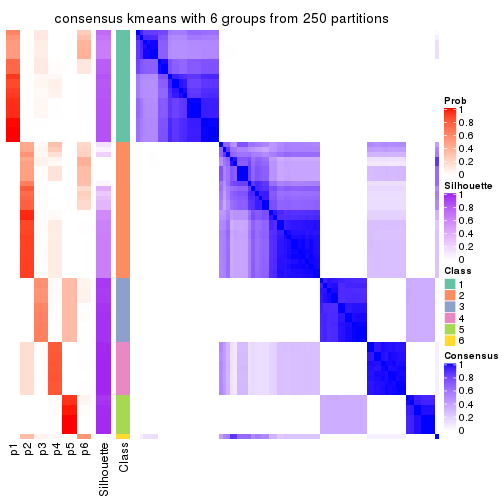 consensus kmeans with 6 groups from 250 partitions
Prob
1
0.8
0.6
0.4
0.2
0
Silhouette
1
0.8
0.6
0.4
0.2
0
Class
1
2
3
4
5
6
Consensus
1
0.8
0.6
0.4
0.2
0
p1
p2
p3
p4
p5
p6
Silhouette
Class